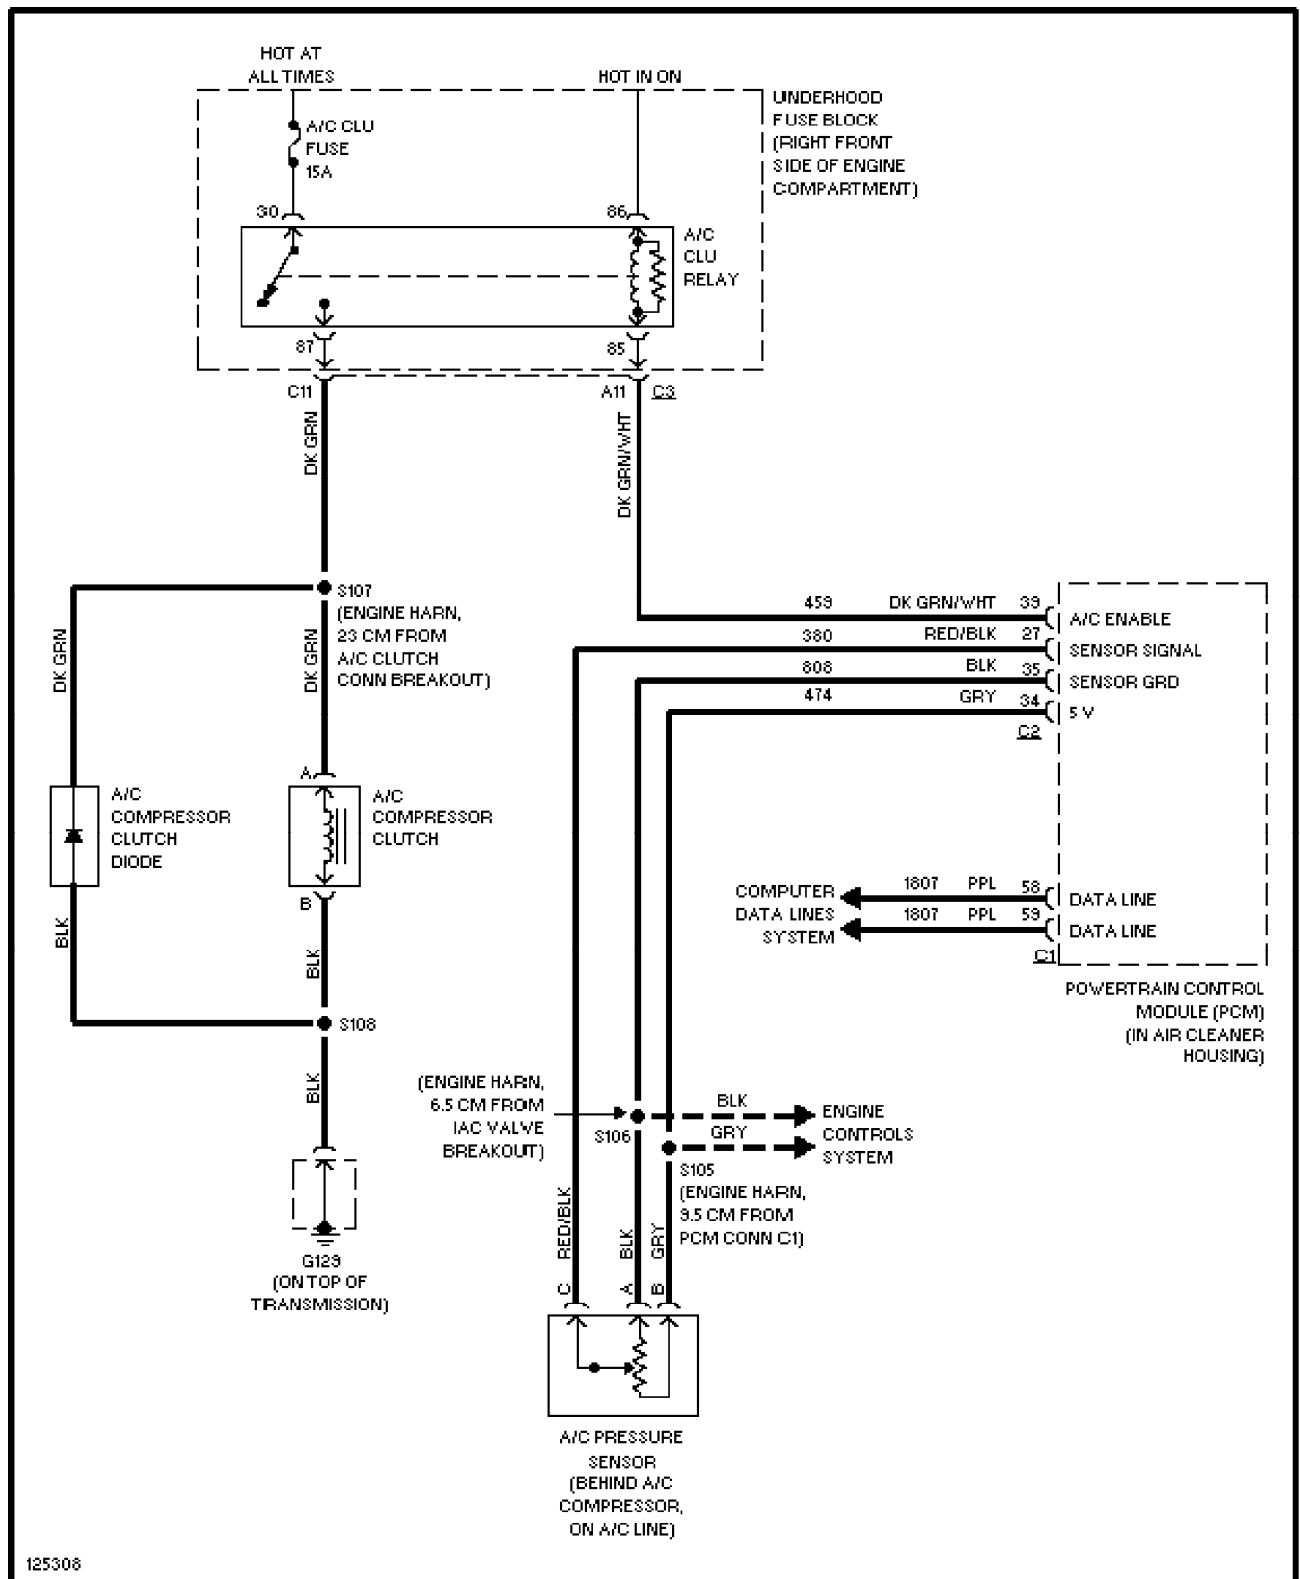 HOT AT
ALL TIMES
HOT IN ON
UNDERHOOD
FUSE BLOCK
(RIGHT FRONT
SIDE OF ENGINE
COMPARTMENT)
A/C CLU
FUSE
15A
30
86
A/C
CLU
RELAY
87
85
C11
A11
C3
DK GRN
DK GRN/WHT
S107
(ENGINE HARN,
23 CM FROM
A/C CLUTCH
CONN BREAKOUT)
DK GRN
DK GRN
459
DK GRN/WHT
39
A/C ENABLE
380
RED/BLK
27
SENSOR SIGNAL
808
BLK
35
SENSOR GRD
474
GRY
34
5 V
C2
A
A/C
COMPRESSOR
CLUTCH
DIODE
A/C
COMPRESSOR
CLUTCH
B
BLK
BLK
COMPUTER
DATA LINES
SYSTEM
1807
PPL
58
DATA LINE
1807
PPL
59
DATA LINE
C1
POWERTRAIN CONTROL
MODULE (PCM)
(IN AIR CLEANER
HOUSING)
S108
BLK
(ENGINE HARN,
6.5 CM FROM
IAC VALVE
BREAKOUT)
S106
BLK
GRY
ENGINE
CONTROLS
SYSTEM
S105
(ENGINE HARN,
9.5 CM FROM
PCM CONN C1)
G129
(ON TOP OF
TRANSMISSION)
RED/BLK
BLK
GRY
C
A
B
A/C PRESSURE
SENSOR
(BEHIND A/C
COMPRESSOR,
ON A/C LINE)
125308